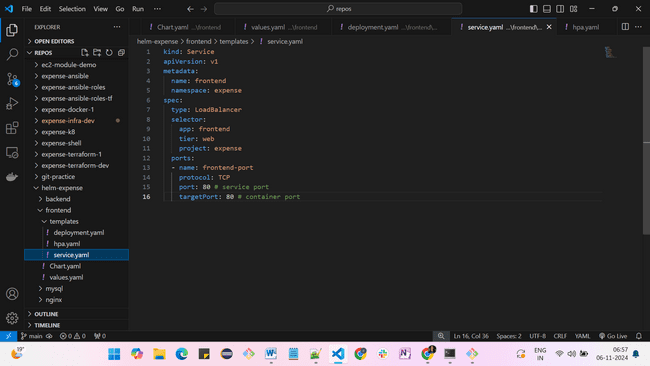 File Edit Selection View Go Run ··· repos
EXPLORER ···
Chart.yaml ...\frontend
values.yaml ...\frontend
deployment.yaml ...\frontend\...
service.yaml ...\frontend\...
hpa.yaml
helm-expense > frontend > templates > ! service.yaml
OPEN EDITORS
REPOS
ec2-module-demo
expense-ansible
expense-ansible-roles
expense-ansible-roles-tf
expense-docker-1
expense-infra-dev
expense-k8
expense-shell
expense-terraform-1
expense-terraform-dev
git-practice
helm-expense
backend
frontend
templates
! deployment.yaml
! hpa.yaml
! service.yaml
! Chart.yaml
! values.yaml
mysql
nginx
OUTLINE
TIMELINE
6
1 kind: Service
2 apiVersion: v1
3 metadata:
4 name: frontend
5 namespace: expense
6 spec:
7 type: LoadBalancer
8 selector:
9 app: frontend
10 tier: web
11 project: expense
12 ports:
13 - name: frontend-port
14 protocol: TCP
15 port: 80 # service port
16 targetPort: 80 # container port
main 0 0 0 Ln 16, Col 36 Spaces: 2 UTF-8 CRLF YAML Go Live
19° ENG 06:57
IN 06-11-2024